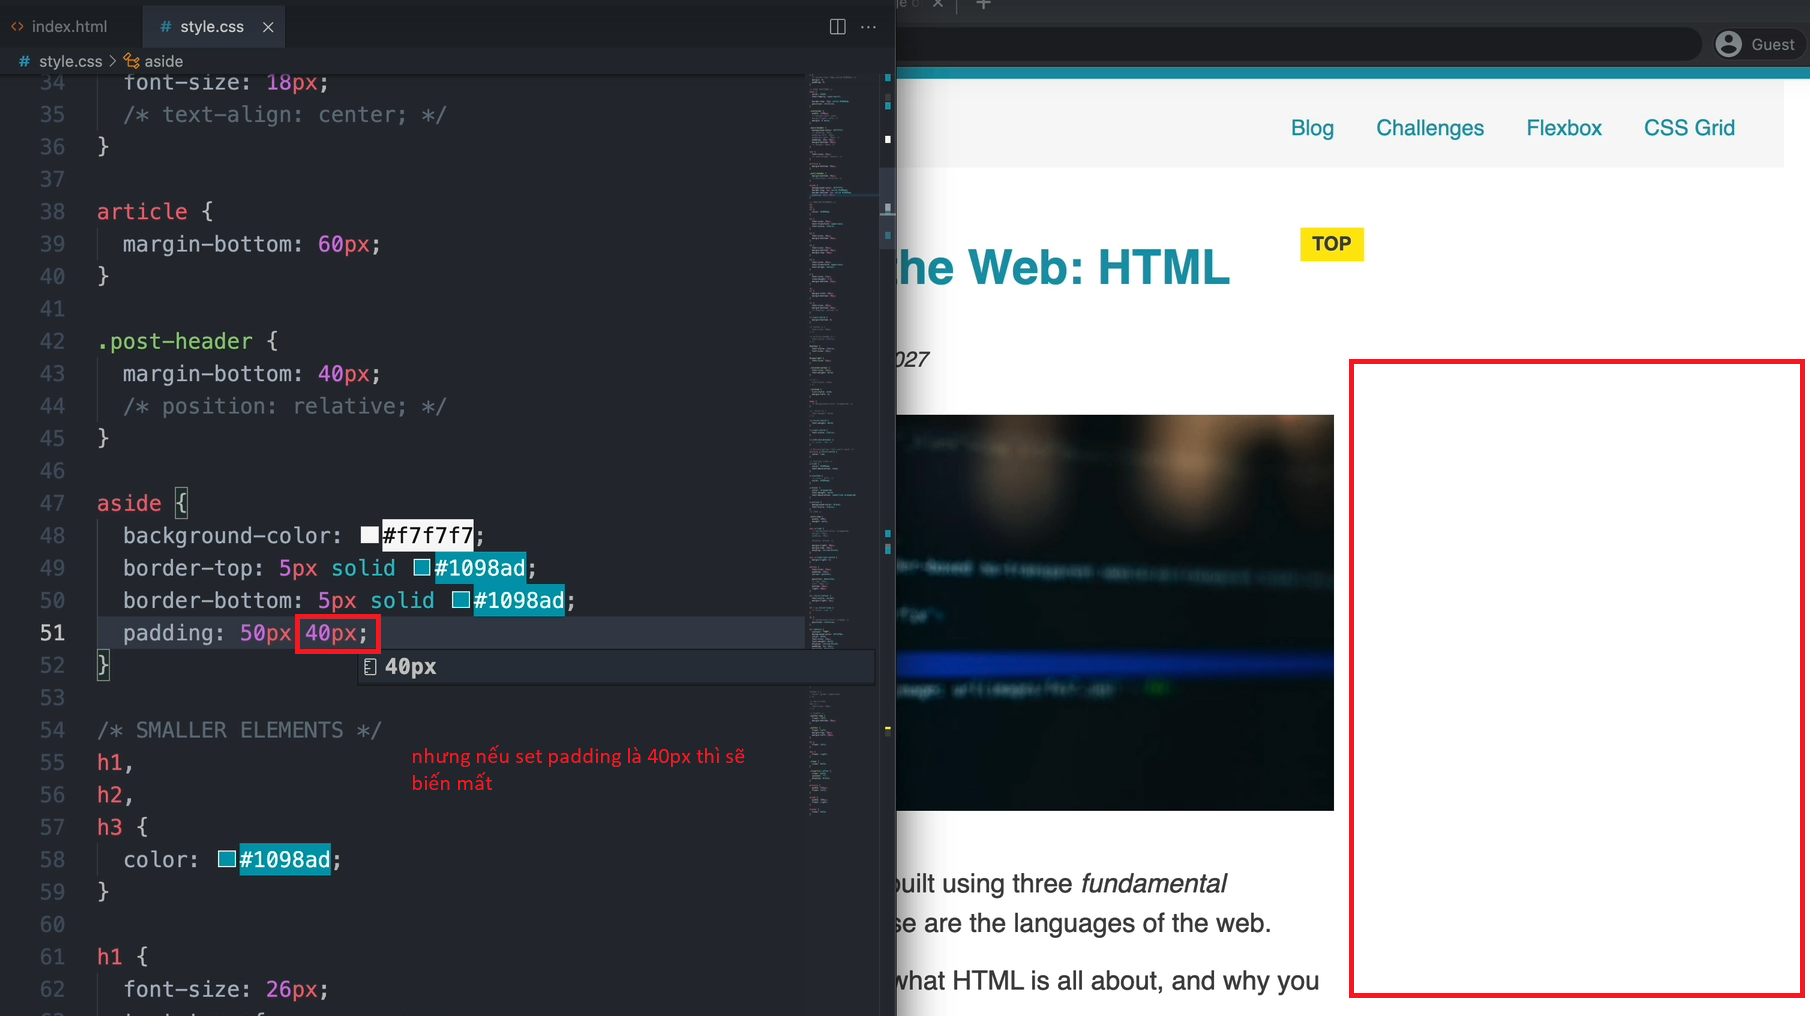 index.html
style.css
style.css > aside
Guest
34 font-size: 18px;
35 /* text-align: center; */
36 }
37
38 article {
39 margin-bottom: 60px;
40 }
41
42 .post-header {
43 margin-bottom: 40px;
44 /* position: relative; */
45 }
46
47 aside {
48 background-color: #f7f7f7;
49 border-top: 5px solid #1098ad;
50 border-bottom: 5px solid #1098ad;
51 padding: 50px 40px;
52 }
40px
53
54 /* SMALLER ELEMENTS */
55 h1,
56 h2,
57 h3 {
58 color: #1098ad;
59 }
60
61 h1 {
62 font-size: 26px;
nhưng nếu set padding là 40px thì sẽ
biến mất
Blog Challenges Flexbox CSS Grid
TOP
the Web: HTML
027
built using three fundamental
se are the languages of the web.
what HTML is all about, and why you